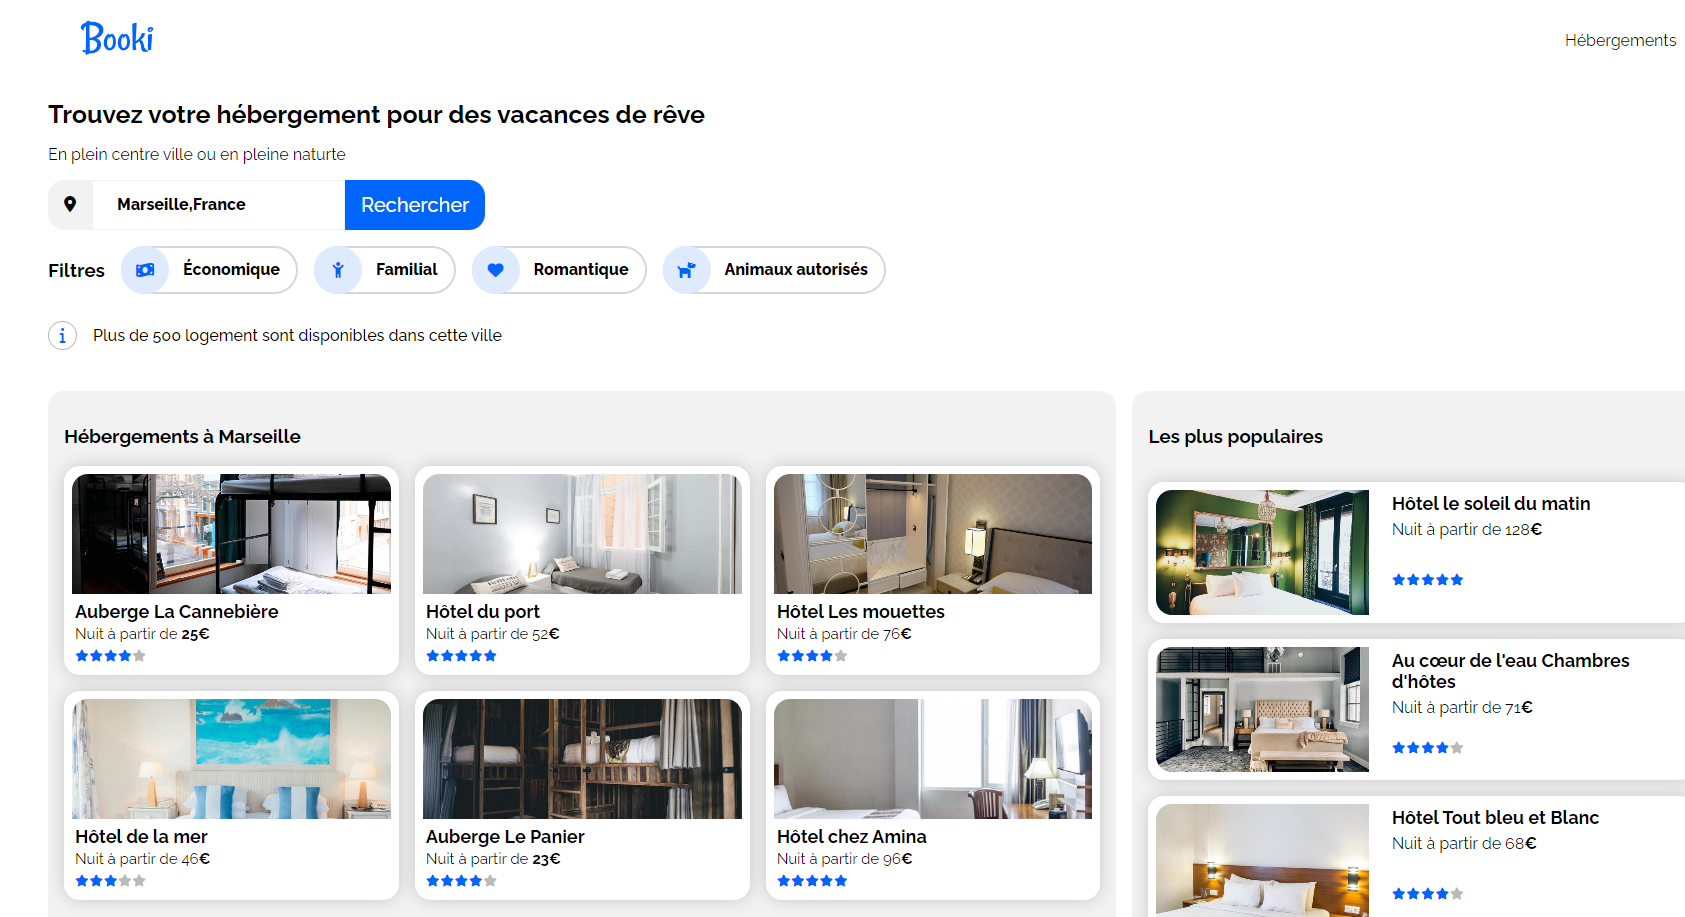 Booki
Hébergements
Trouvez votre hébergement pour des vacances de rêve
En plein centre ville ou en pleine naturte
Marseille,France
Rechercher
Filtres
Économique
Familial
Romantique
Animaux autorisés
Plus de 500 logement sont disponibles dans cette ville
Hébergements à Marseille
Auberge La Cannebière
Nuit à partir de 25€
Hôtel du port
Nuit à partir de 52€
Hôtel Les mouettes
Nuit à partir de 76€
Hôtel de la mer
Nuit à partir de 46€
Auberge Le Panier
Nuit à partir de 23€
Hôtel chez Amina
Nuit à partir de 96€
Les plus populaires
Hôtel le soleil du matin
Nuit à partir de 128€
Au cœur de l'eau Chambres
d'hôtes
Nuit à partir de 71€
Hôtel Tout bleu et Blanc
Nuit à partir de 68€